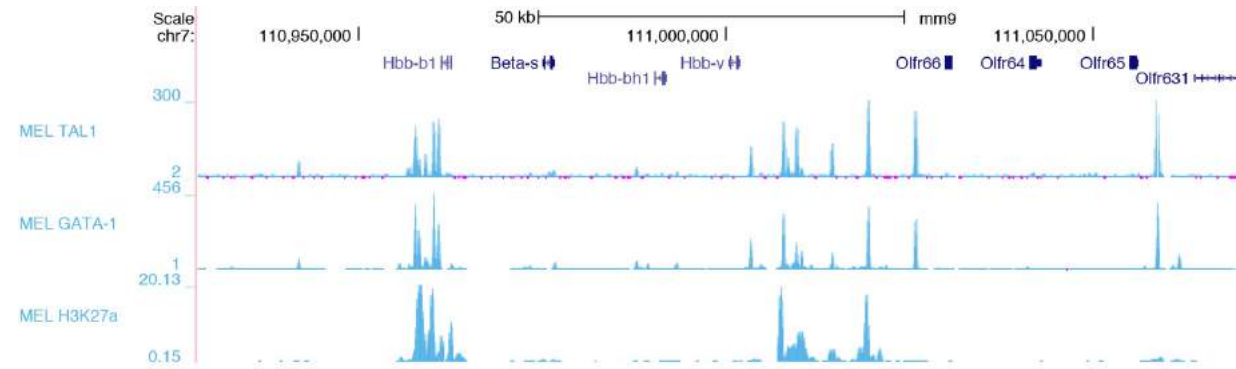 Scale 50 kb mm9
chr7: 110,950,000 111,000,000 111,050,000
Hbb-b1 Beta-s Hbb-v Olfr66 Olfr64 Olfr65
Hbb-bh1 Olfr631
300
MEL TAL1
2
456
MEL GATA-1
1
20.13
MEL H3K27a
0.15